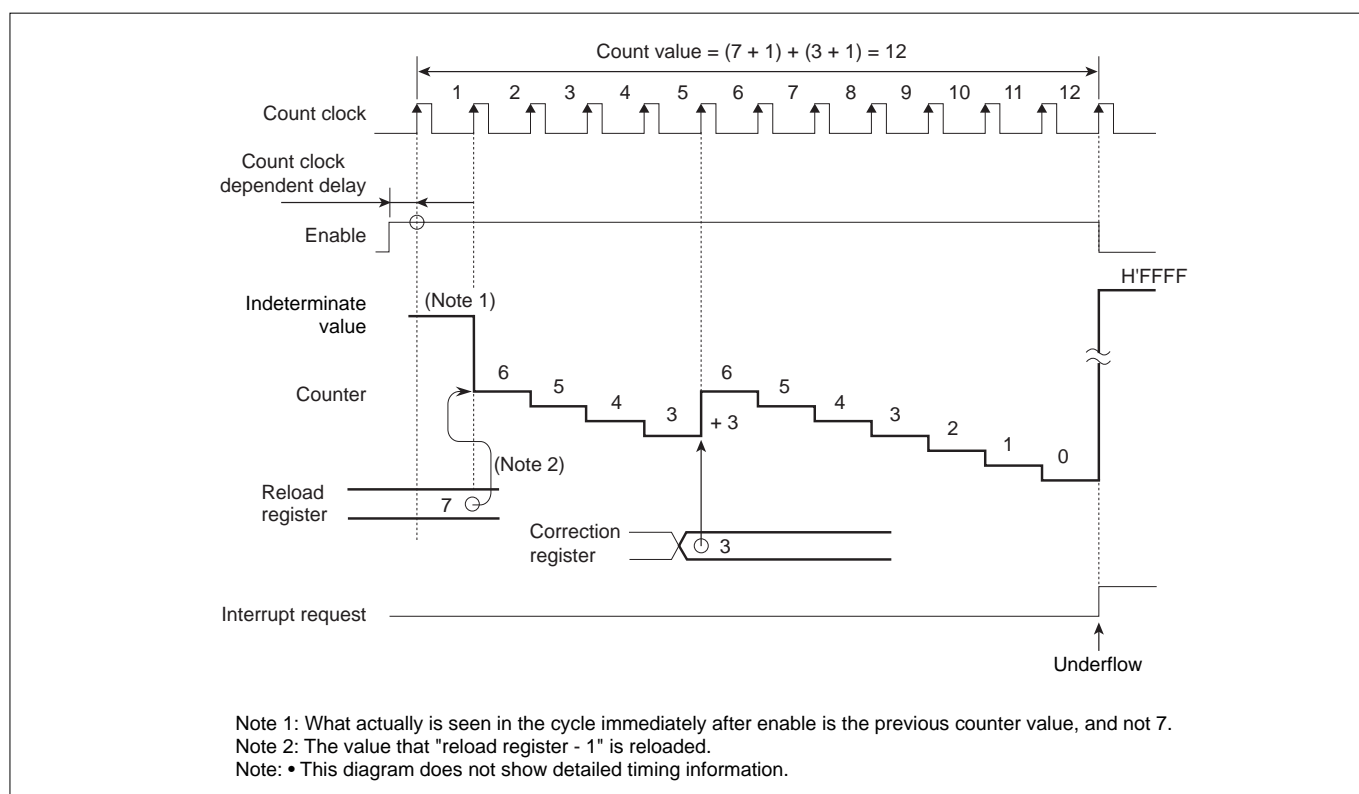 Count value = (7 + 1) + (3 + 1) = 12
1 2 3 4 5 6 7 8 9 10 11 12
Count clock
Count clock
dependent delay
Enable
H'FFFF
Indeterminate
value
(Note 1)
Counter
6 5 4 3 6 5 4 3 2 1 0
+ 3
(Note 2)
Reload
register
7
Correction
register
3
Interrupt request
Underflow
Note 1: What actually is seen in the cycle immediately after enable is the previous counter value, and not 7.
Note 2: The value that "reload register - 1" is reloaded.
Note: • This diagram does not show detailed timing information.